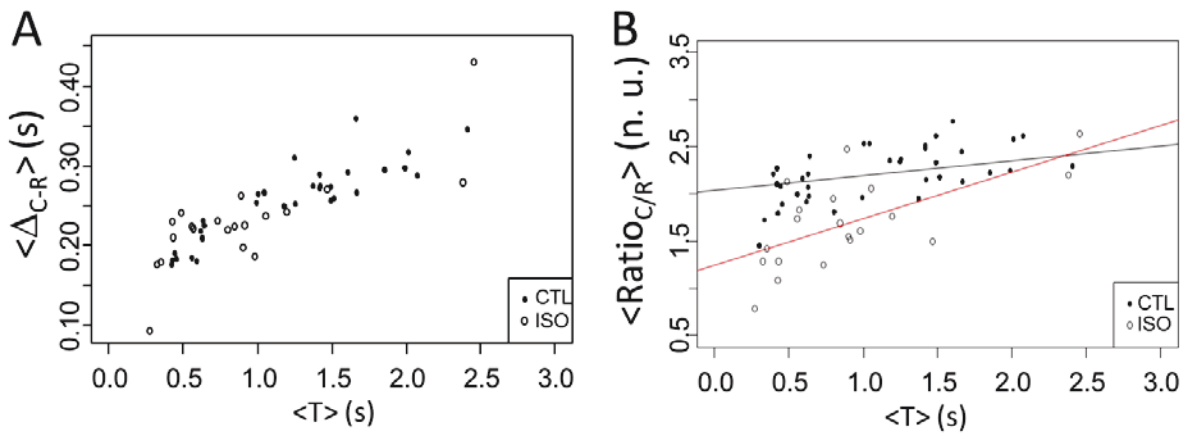 A
<Δ_C-R> (s)
0.40
0.30
0.20
0.10
0.0 0.5 1.0 1.5 2.0 2.5 3.0
<T> (s)
• CTL
○ ISO
B
<Ratio_C/R> (n. u.)
3.5
2.5
1.5
0.5
0.0 0.5 1.0 1.5 2.0 2.5 3.0
<T> (s)
• CTL
○ ISO